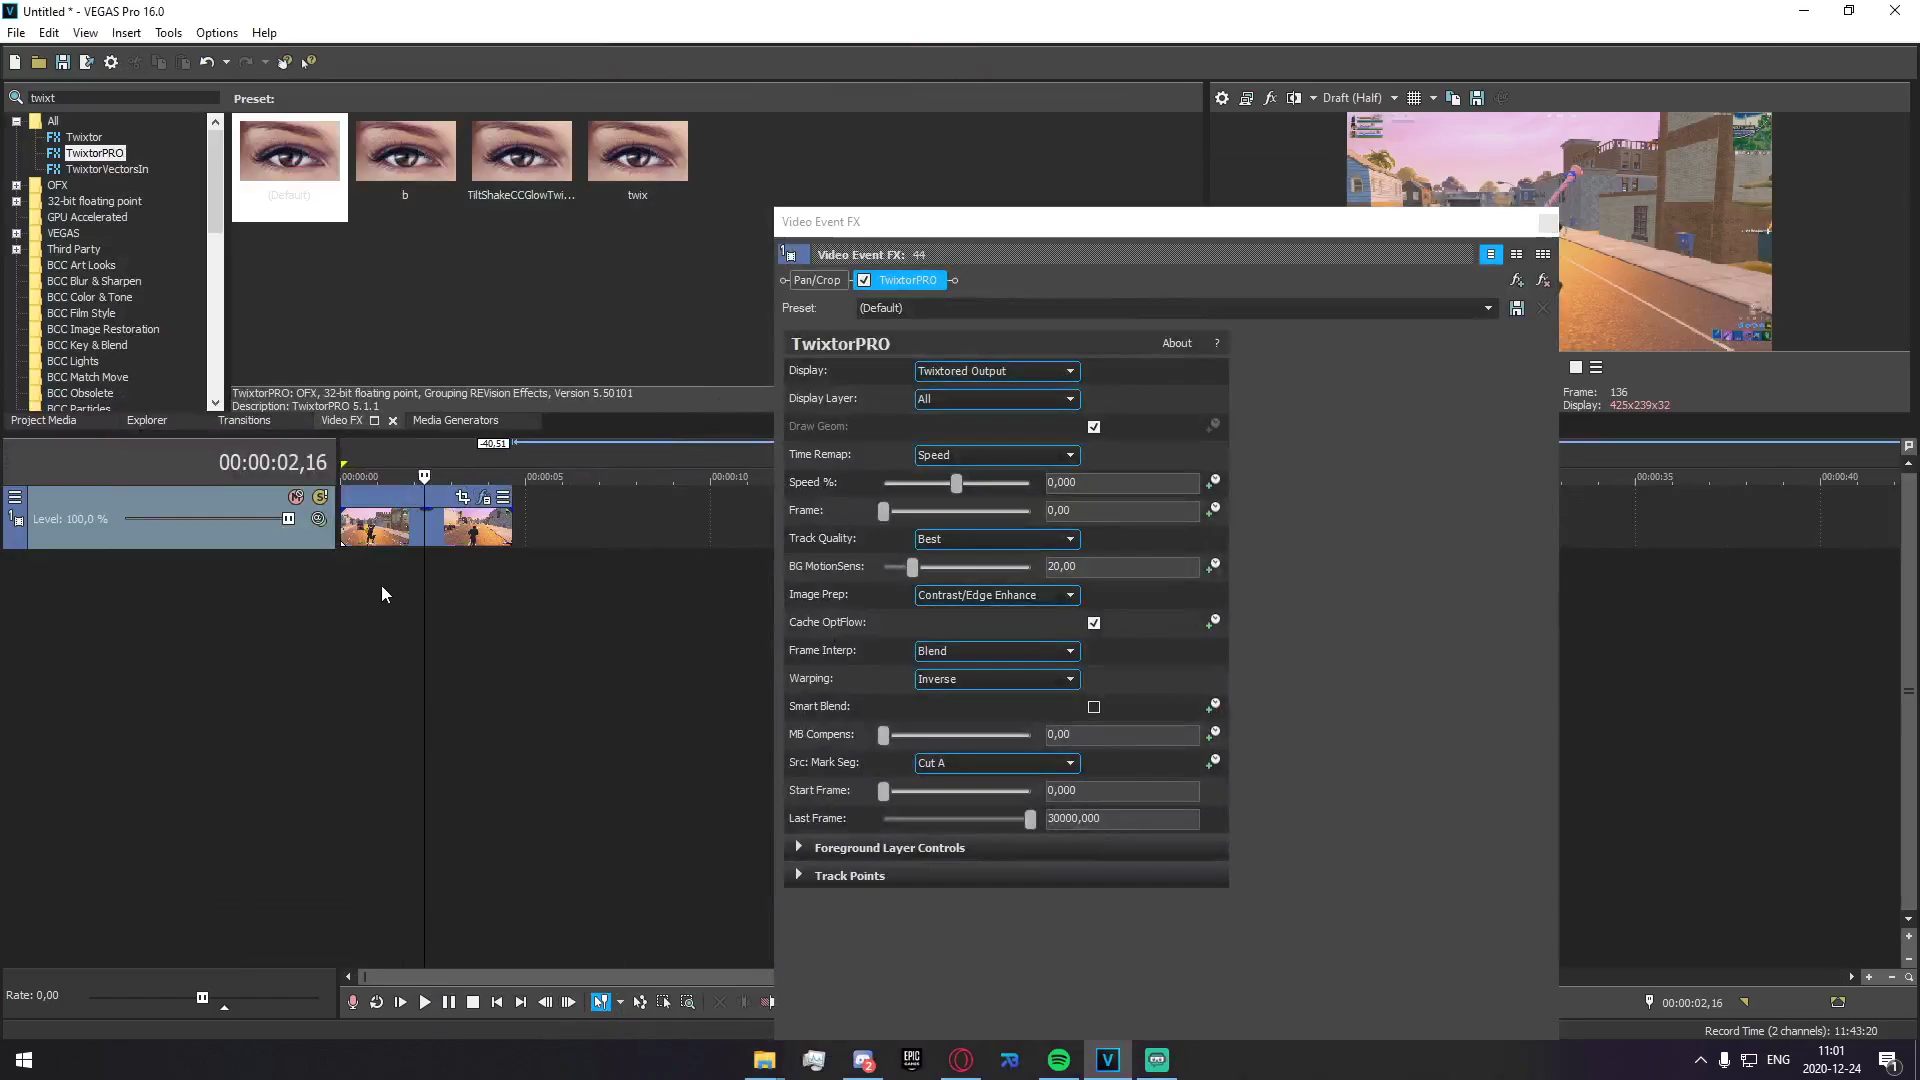 Untitled * - VEGAS Pro 16.0
File Edit View Insert Tools Options Help
twixt
Preset:
Draft (Half)
All
Twixtor
TwixtorPRO
TwixtorVectorsIn
OFX
32-bit floating point
GPU Accelerated
VEGAS
Third Party
BCC Art Looks
BCC Blur & Sharpen
BCC Color & Tone
BCC Film Style
BCC Image Restoration
BCC Key & Blend
BCC Lights
BCC Match Move
BCC Obsolete
BCC Particles
(Default) b TiltShakeCCGlowTwi... twix
TwixtorPRO: OFX, 32-bit floating point, Grouping REVision Effects, Version 5.50101
Description: TwixtorPRO 5.1.1
Project Media Explorer Transitions Video FX Media Generators
Video Event FX
Video Event FX: 44
Pan/Crop TwixtorPRO
Preset: (Default)
TwixtorPRO About ?
Display: Twixtored Output
Display Layer: All
Draw Geom:
Time Remap: Speed
Speed %: 0,000
Frame: 0,00
Track Quality: Best
BG MotionSens: 20,00
Image Prep: Contrast/Edge Enhance
Cache OptFlow:
Frame Interp: Blend
Warping: Inverse
Smart Blend:
MB Compens: 0,00
Src: Mark Seg: Cut A
Start Frame: 0,000
Last Frame: 30000,000
Foreground Layer Controls
Track Points
Frame: 136
Display: 425x239x32
-40,51
00:00:02,16
00:00:00 00:00:05 00:00:10 00:00:35 00:00:40
1
Level: 100,0 %
Rate: 0,00
00:00:02,16
Record Time (2 channels): 11:43:20
EPIC
GAMES
2
V
ENG
11:01
2020-12-24
1